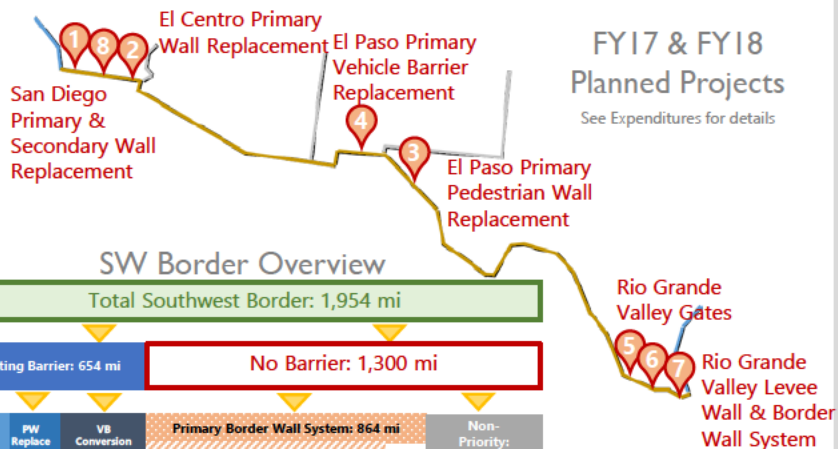 El Centro Primary
Wall Replacement
El Paso Primary
Vehicle Barrier
Replacement
FY17 & FY18
Planned Projects
See Expenditures for details
1
8
2
San Diego
Primary &
Secondary Wall
Replacement
4
3
El Paso Primary
Pedestrian Wall
Replacement
SW Border Overview
Total Southwest Border: 1,954 mi
ting Barrier: 654 mi
No Barrier: 1,300 mi
Rio Grande
Valley Gates
5
6
7
Rio Grande
Valley Levee
Wall & Border
Wall System
PW
Replace
VB
Conversion
Primary Border Wall System: 864 mi
Non-
Priority: